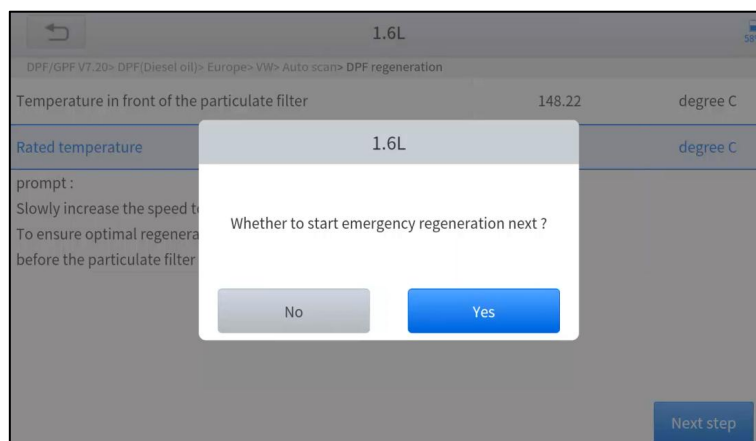 1.6L
59%
DPF/GPF V7.20> DPF(Diesel oil)> Europe> VW> Auto scan> DPF regeneration
Temperature in front of the particulate filter 148.22 degree C
Rated temperature degree C
1.6L
prompt :
Slowly increase the speed
To ensure optimal
before the particulate filter
Whether to start emergency regeneration next ?
No
Yes
Next step